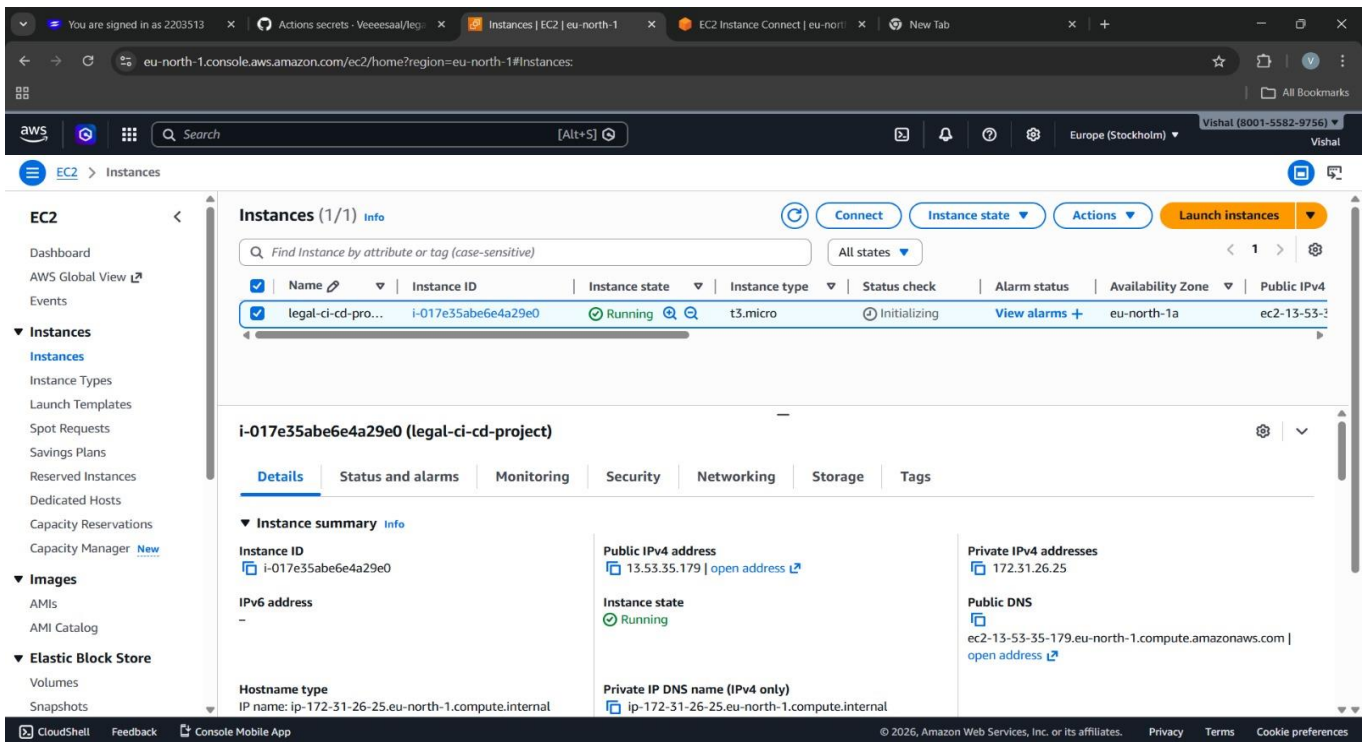 You are signed in as 2203513
Actions secrets · Veeeesaal/lega
Instances | EC2 | eu-north-1
EC2 Instance Connect | eu-nort
New Tab
eu-north-1.console.aws.amazon.com/ec2/home?region=eu-north-1#Instances:
V
All Bookmarks
aws
Search [Alt+S]
Europe (Stockholm)
Vishal (8001-5582-9756)
Vishal
EC2 > Instances
EC2
Dashboard
AWS Global View
Events
Instances
Instances
Instance Types
Launch Templates
Spot Requests
Savings Plans
Reserved Instances
Dedicated Hosts
Capacity Reservations
Capacity Manager New
Images
AMIs
AMI Catalog
Elastic Block Store
Volumes
Snapshots
Instances (1/1) Info
Connect
Instance state
Actions
Launch instances
Find Instance by attribute or tag (case-sensitive)
All states
1
Name Instance ID Instance state Instance type Status check Alarm status Availability Zone Public IPv4
legal-ci-cd-pro... i-017e35abe6e4a29e0 Running t3.micro Initializing View alarms + eu-north-1a ec2-13-53-3
i-017e35abe6e4a29e0 (legal-ci-cd-project)
Details Status and alarms Monitoring Security Networking Storage Tags
Instance summary Info
Instance ID
i-017e35abe6e4a29e0
Public IPv4 address
13.53.35.179 | open address
Private IPv4 addresses
172.31.26.25
IPv6 address
–
Instance state
Running
Public DNS
ec2-13-53-35-179.eu-north-1.compute.amazonaws.com |
open address
Hostname type
IP name: ip-172-31-26-25.eu-north-1.compute.internal
Private IP DNS name (IPv4 only)
ip-172-31-26-25.eu-north-1.compute.internal
CloudShell Feedback Console Mobile App
© 2026, Amazon Web Services, Inc. or its affiliates. Privacy Terms Cookie preferences